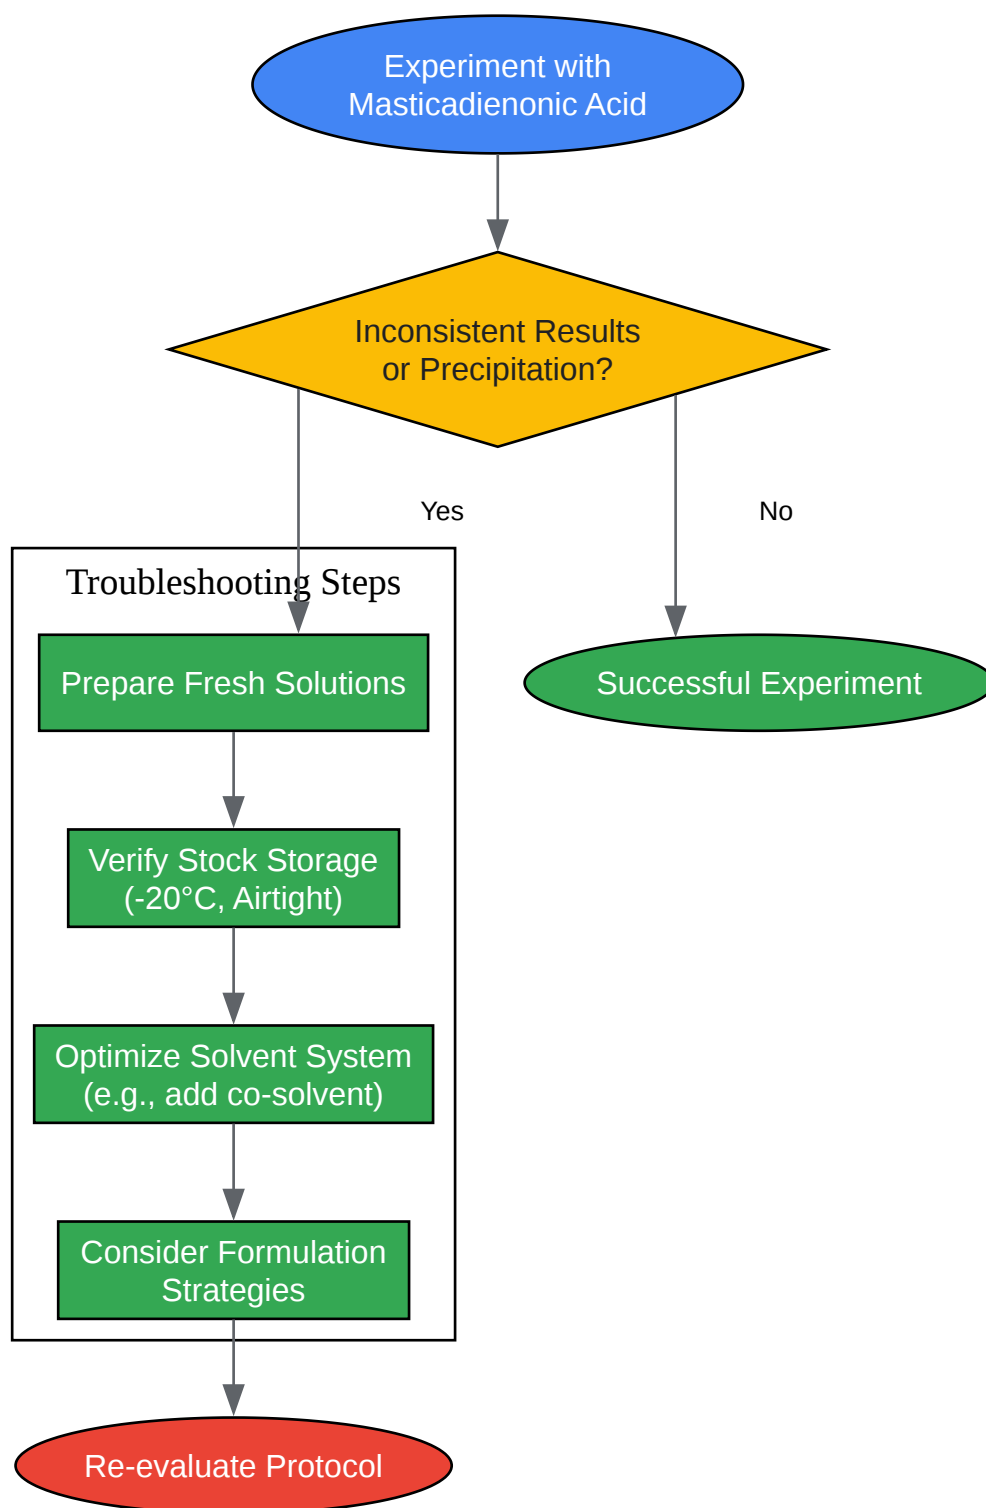 Experiment with
Masticadienonic Acid
Inconsistent Results
or Precipitation?
Yes
No
Troubleshooting Steps
Prepare Fresh Solutions
Successful Experiment
Verify Stock Storage
(-20°C, Airtight)
Optimize Solvent System
(e.g., add co-solvent)
Consider Formulation
Strategies
Re-evaluate Protocol